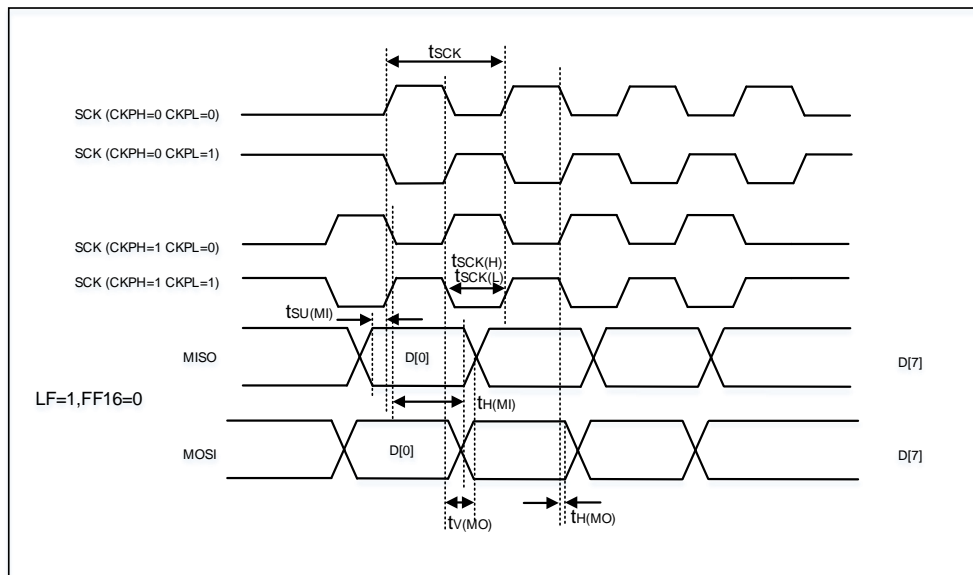 tSCK
SCK (CKPH=0 CKPL=0)
SCK (CKPH=0 CKPL=1)
SCK (CKPH=1 CKPL=0)
tSCK(H)
tSCK(L)
SCK (CKPH=1 CKPL=1)
tSU(MI)
MISO
D[0]
D[7]
LF=1,FF16=0
tH(MI)
MOSI
D[0]
D[7]
tV(MO)
tH(MO)